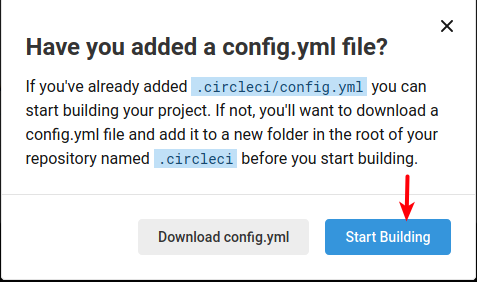 Have you added a config.yml file?
If you've already added .circleci/config.yml you can
start building your project. If not, you'll want to download a
config.yml file and add it to a new folder in the root of your
repository named .circleci before you start building.
Download config.yml
Start Building